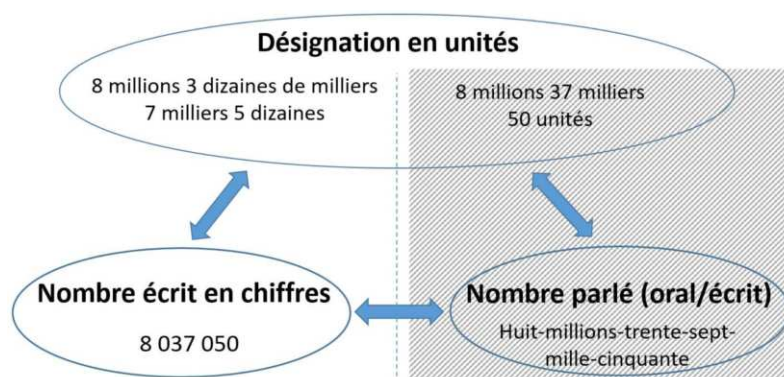 Désignation en unités
8 millions 3 dizaines de milliers
7 milliers 5 dizaines
8 millions 37 milliers
50 unités
Nombre écrit en chiffres
8 037 050
Nombre parlé (oral/écrit)
Huit-millions-trente-sept-
mille-cinquante